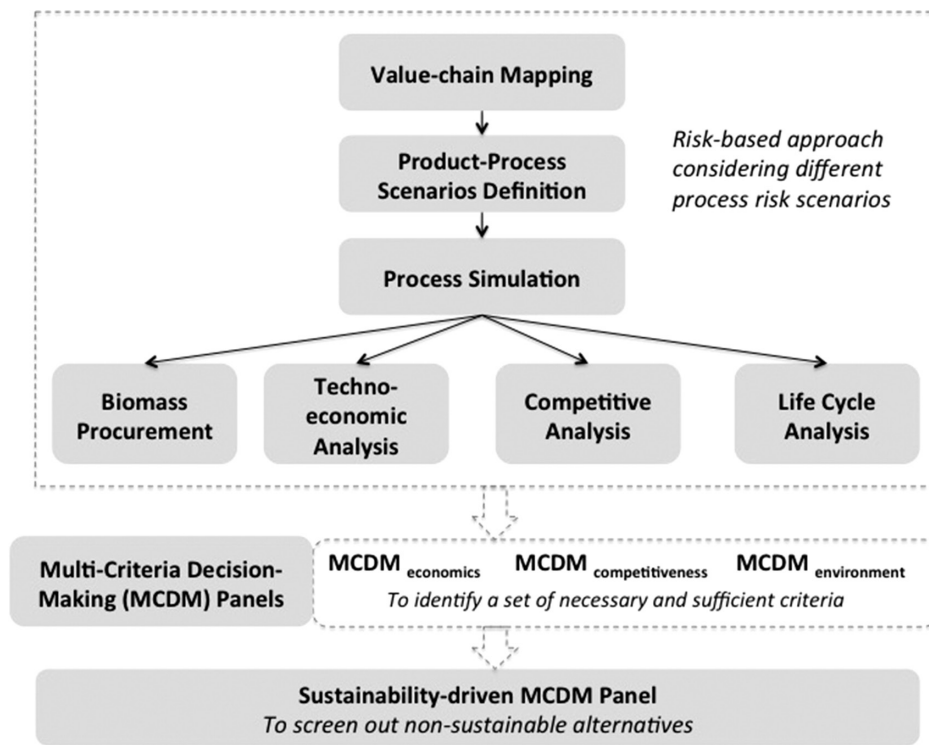 Value-chain Mapping
Product-Process
Scenarios Definition
Risk-based approach
considering different
process risk scenarios
Process Simulation
Biomass
Procurement
Techno-
economic
Analysis
Competitive
Analysis
Life Cycle
Analysis
Multi-Criteria Decision-
Making (MCDM) Panels
MCDM economics MCDM competitiveness MCDM environment
To identify a set of necessary and sufficient criteria
Sustainability-driven MCDM Panel
To screen out non-sustainable alternatives